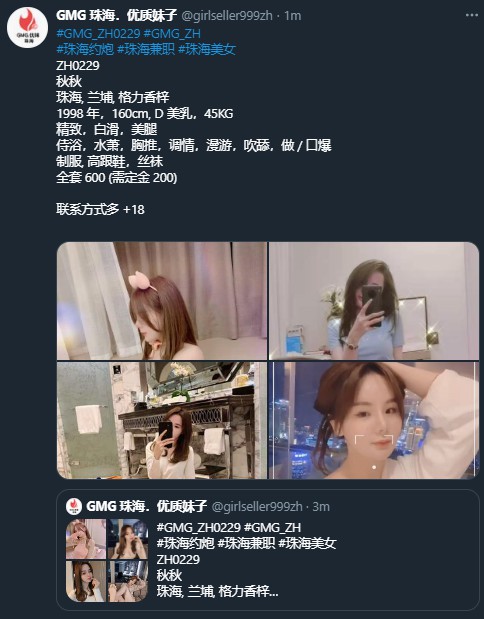 GMG 珠海．优质妹子 @girlseller999zh · 1m
#GMG_ZH0229 #GMG_ZH
#珠海约炮 #珠海兼职 #珠海美女
ZH0229
秋秋
珠海, 兰埔, 格力香梓
1998 年，160cm, D 美乳，45KG
精致，白滑，美腿
侍浴，水萧，胸推，调情，漫游，吹舔，做 / 口爆
制服, 高跟鞋，丝袜
全套 600 (需定金 200)
联系方式多 +18
GMG 珠海．优质妹子 @girlseller999zh · 3m
#GMG_ZH0229 #GMG_ZH
#珠海约炮 #珠海兼职 #珠海美女
ZH0229
秋秋
珠海, 兰埔, 格力香梓...